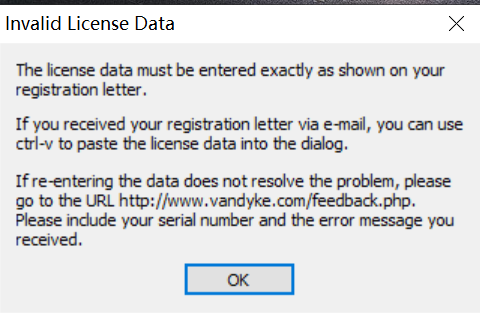 Invalid License Data
The license data must be entered exactly as shown on your
registration letter.
If you received your registration letter via e-mail, you can use
ctrl-v to paste the license data into the dialog.
If re-entering the data does not resolve the problem, please
go to the URL http://www.vandyke.com/feedback.php.
Please include your serial number and the error message you
received.
OK